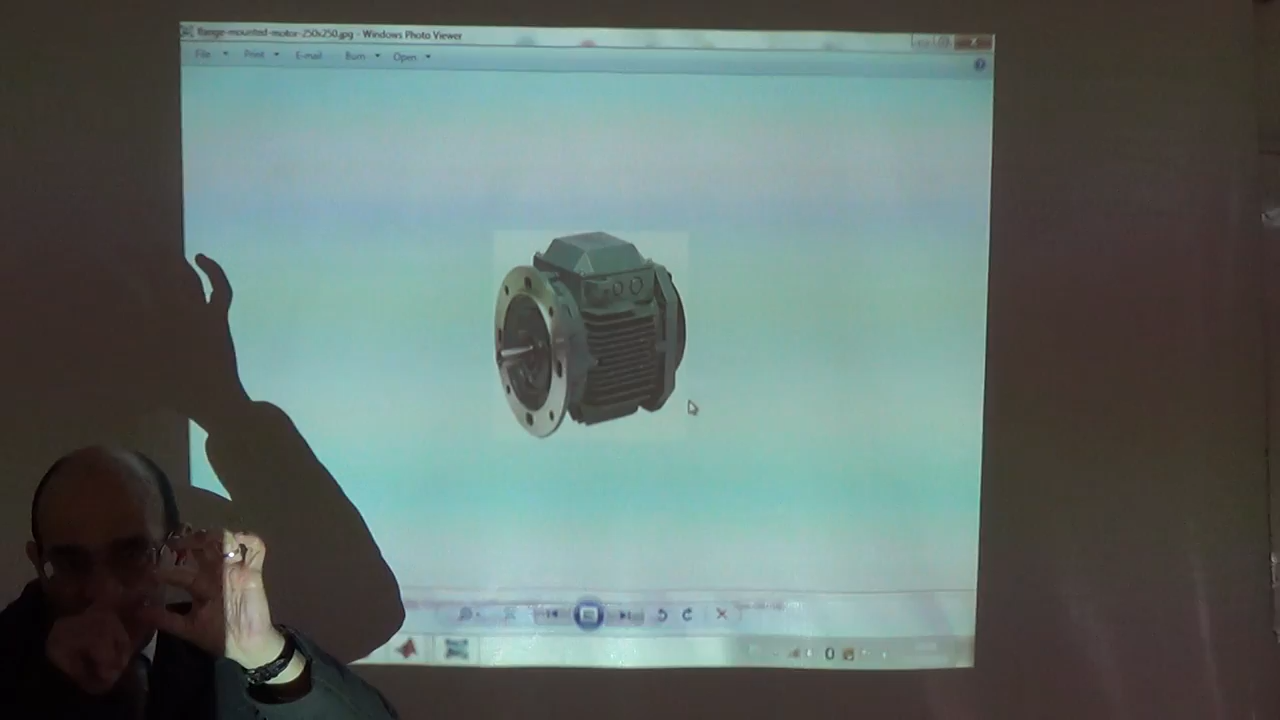 flange-mounted-motor-250x250.jpg - Windows Photo Viewer
File Print E-mail Burn Open